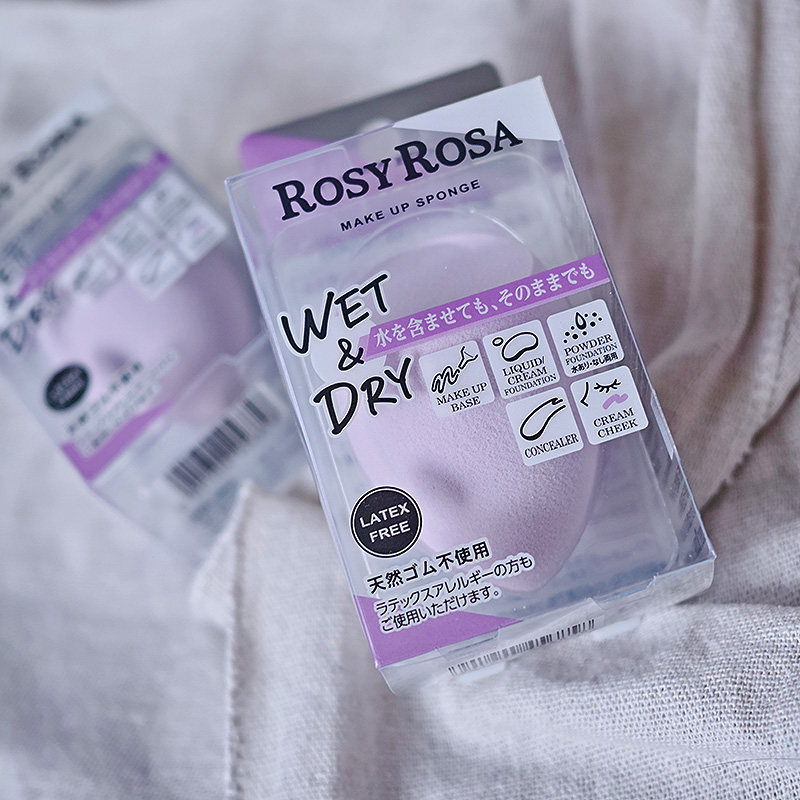 ROSY ROSA
MAKE UP SPONGE
WET
&
DRY
水を含ませても、そのままでも
MAKE UP
BASE
LIQUID/
CREAM
FOUNDATION
POWDER
FOUNDATION
水あり・なし両用
CONCEALER
CREAM
CHEEK
LATEX
FREE
天然ゴム不使用
ラテックスアレルギーの方も
ご使用いただけます。
ROSA
DRY